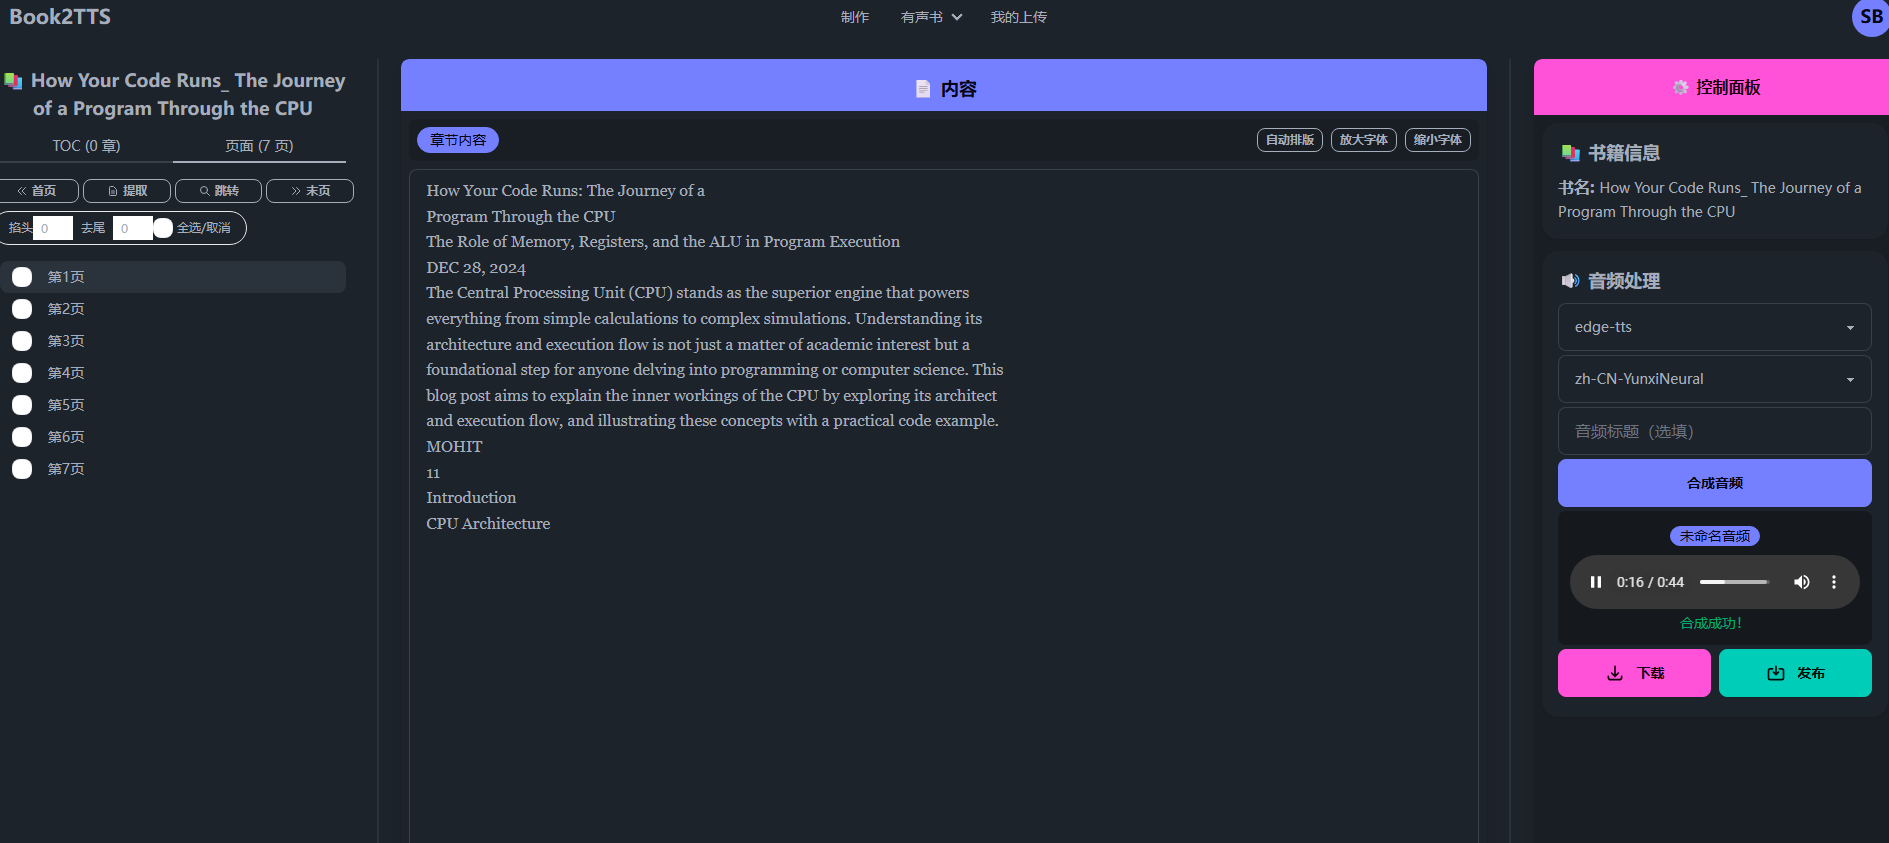 Book2TTS
制作
有声书
我的上传
SB
How Your Code Runs_ The Journey
of a Program Through the CPU
TOC (0 章)
页面 (7 页)
首页
提取
跳转
末页
掐头
0
去尾
0
全选/取消
第1页
第2页
第3页
第4页
第5页
第6页
第7页
内容
章节内容
自动排版
放大字体
缩小字体
How Your Code Runs: The Journey of a
Program Through the CPU
The Role of Memory, Registers, and the ALU in Program Execution
DEC 28, 2024
The Central Processing Unit (CPU) stands as the superior engine that powers
everything from simple calculations to complex simulations. Understanding its
architecture and execution flow is not just a matter of academic interest but a
foundational step for anyone delving into programming or computer science. This
blog post aims to explain the inner workings of the CPU by exploring its architect
and execution flow, and illustrating these concepts with a practical code example.
MOHIT
11
Introduction
CPU Architecture
控制面板
书籍信息
书名: How Your Code Runs_ The Journey of a
Program Through the CPU
音频处理
edge-tts
zh-CN-YunxiNeural
音频标题（选填）
合成音频
未命名音频
0:16 / 0:44
合成成功！
下载
发布